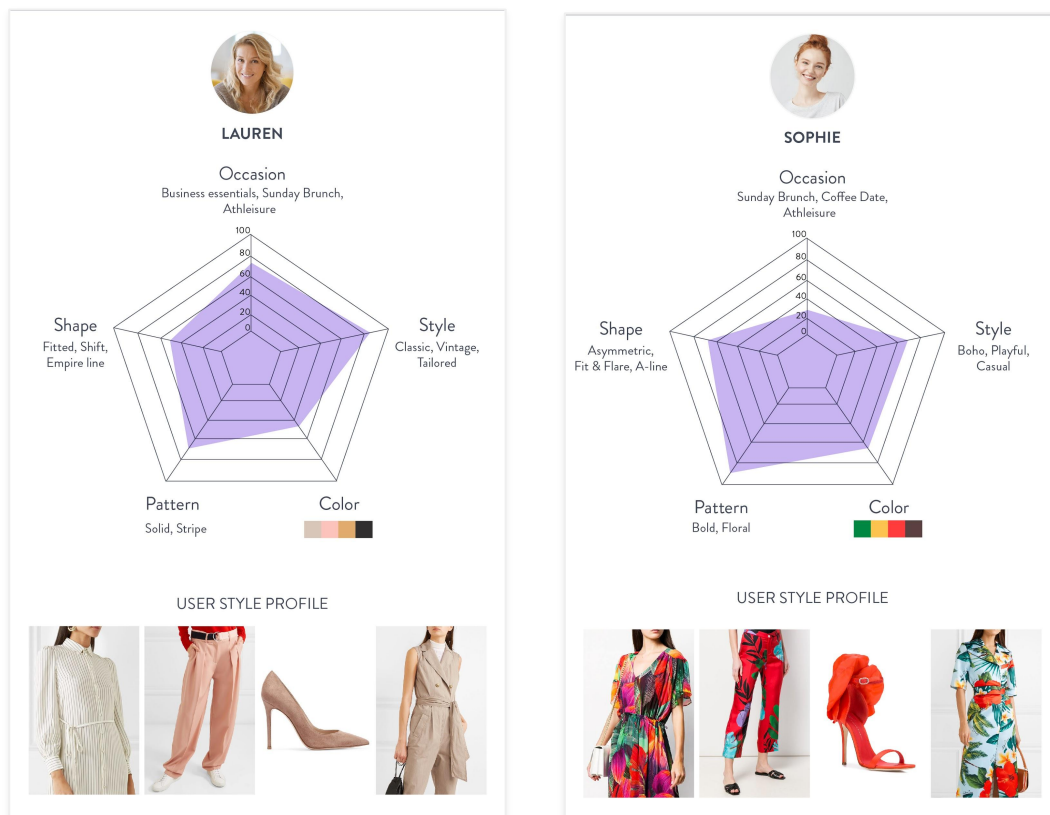 LAUREN
Occasion
Business essentials, Sunday Brunch,
Athleisure
100
80
60
40
20
0
Shape
Fitted, Shift,
Empire line
Style
Classic, Vintage,
Tailored
Pattern
Solid, Stripe
Color
USER STYLE PROFILE
SOPHIE
Occasion
Sunday Brunch, Coffee Date,
Athleisure
100
80
60
40
20
0
Shape
Asymmetric,
Fit & Flare, A-line
Style
Boho, Playful,
Casual
Pattern
Bold, Floral
Color
USER STYLE PROFILE